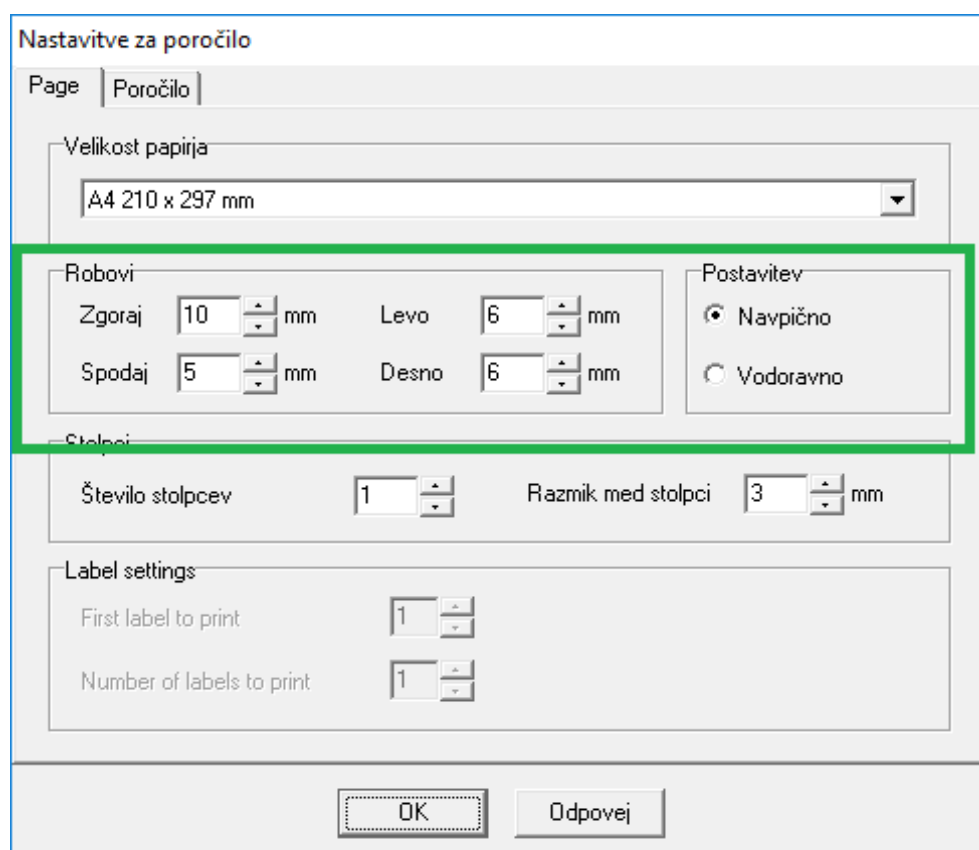 Nastavitve za poročilo
Page Poročilo
Velikost papirja
A4 210 x 297 mm
Robovi Postavitev
Zgoraj 10 mm Levo 6 mm Navpično
Spodaj 5 mm Desno 6 mm Vodoravno
Stolpci
Število stolpcev 1 Razmik med stolpci 3 mm
Label settings
First label to print 1
Number of labels to print 1
OK Odpovej